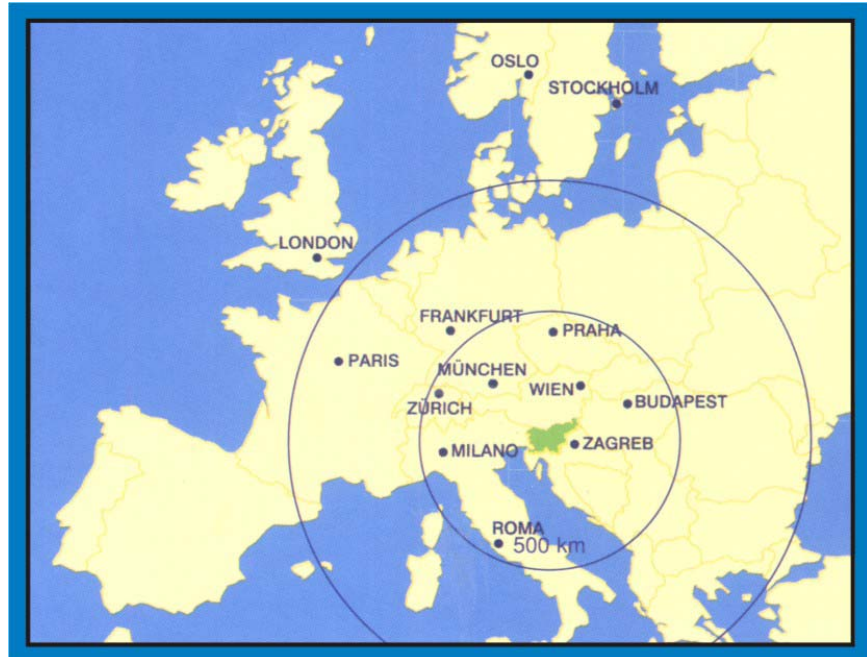 OSLO
STOCKHOLM
LONDON
FRANKFURT
PRAHA
PARIS
MÜNCHEN
WIEN
ZÜRICH
BUDAPEST
MILANO
ZAGREB
ROMA
500 km